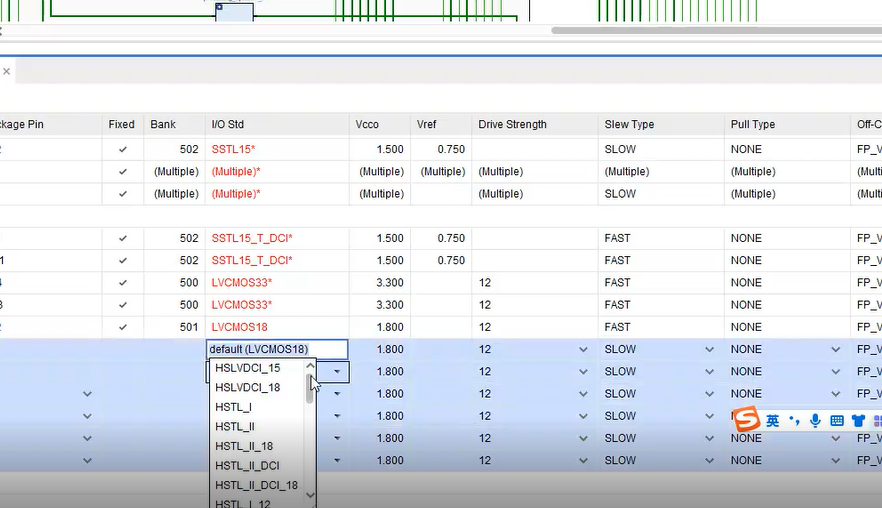 kage Pin Fixed Bank I/O Std Vcco Vref Drive Strength Slew Type Pull Type Off-C
502 SSTL15* 1.500 0.750 SLOW NONE FP_V
(Multiple) (Multiple)* (Multiple) (Multiple) (Multiple) (Multiple) (Multiple) (Mult
(Multiple) (Multiple)* (Multiple) (Multiple) SLOW (Multiple) (Mult
502 SSTL15_T_DCI* 1.500 0.750 FAST NONE FP_V
1 502 SSTL15_T_DCI* 1.500 0.750 FAST NONE FP_V
500 LVCMOS33* 3.300 12 FAST NONE FP_V
500 LVCMOS33* 3.300 12 FAST NONE FP_V
501 LVCMOS18 1.800 12 FAST NONE FP_V
default (LVCMOS18) 1.800 12 SLOW NONE FP_V
HSLVDCI_15 1.800 12 SLOW NONE FP_V
HSLVDCI_18 1.800 12 SLOW NONE FP_V
HSTL_I 1.800 12 SLOW NONE
HSTL_II
HSTL_II_18 1.800 12 SLOW NONE FP_V
HSTL_II_DCI 1.800 12 SLOW NONE FP_V
HSTL_II_DCI_18
HSTL_I_12
英